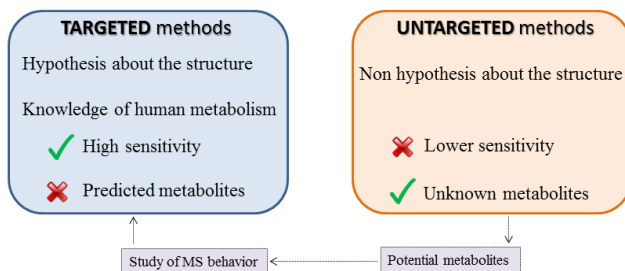 TARGETED methods
Hypothesis about the structure
Knowledge of human metabolism
High sensitivity
Predicted metabolites
UNTARGETED methods
Non hypothesis about the structure
Lower sensitivity
Unknown metabolites
Study of MS behavior
Potential metabolites